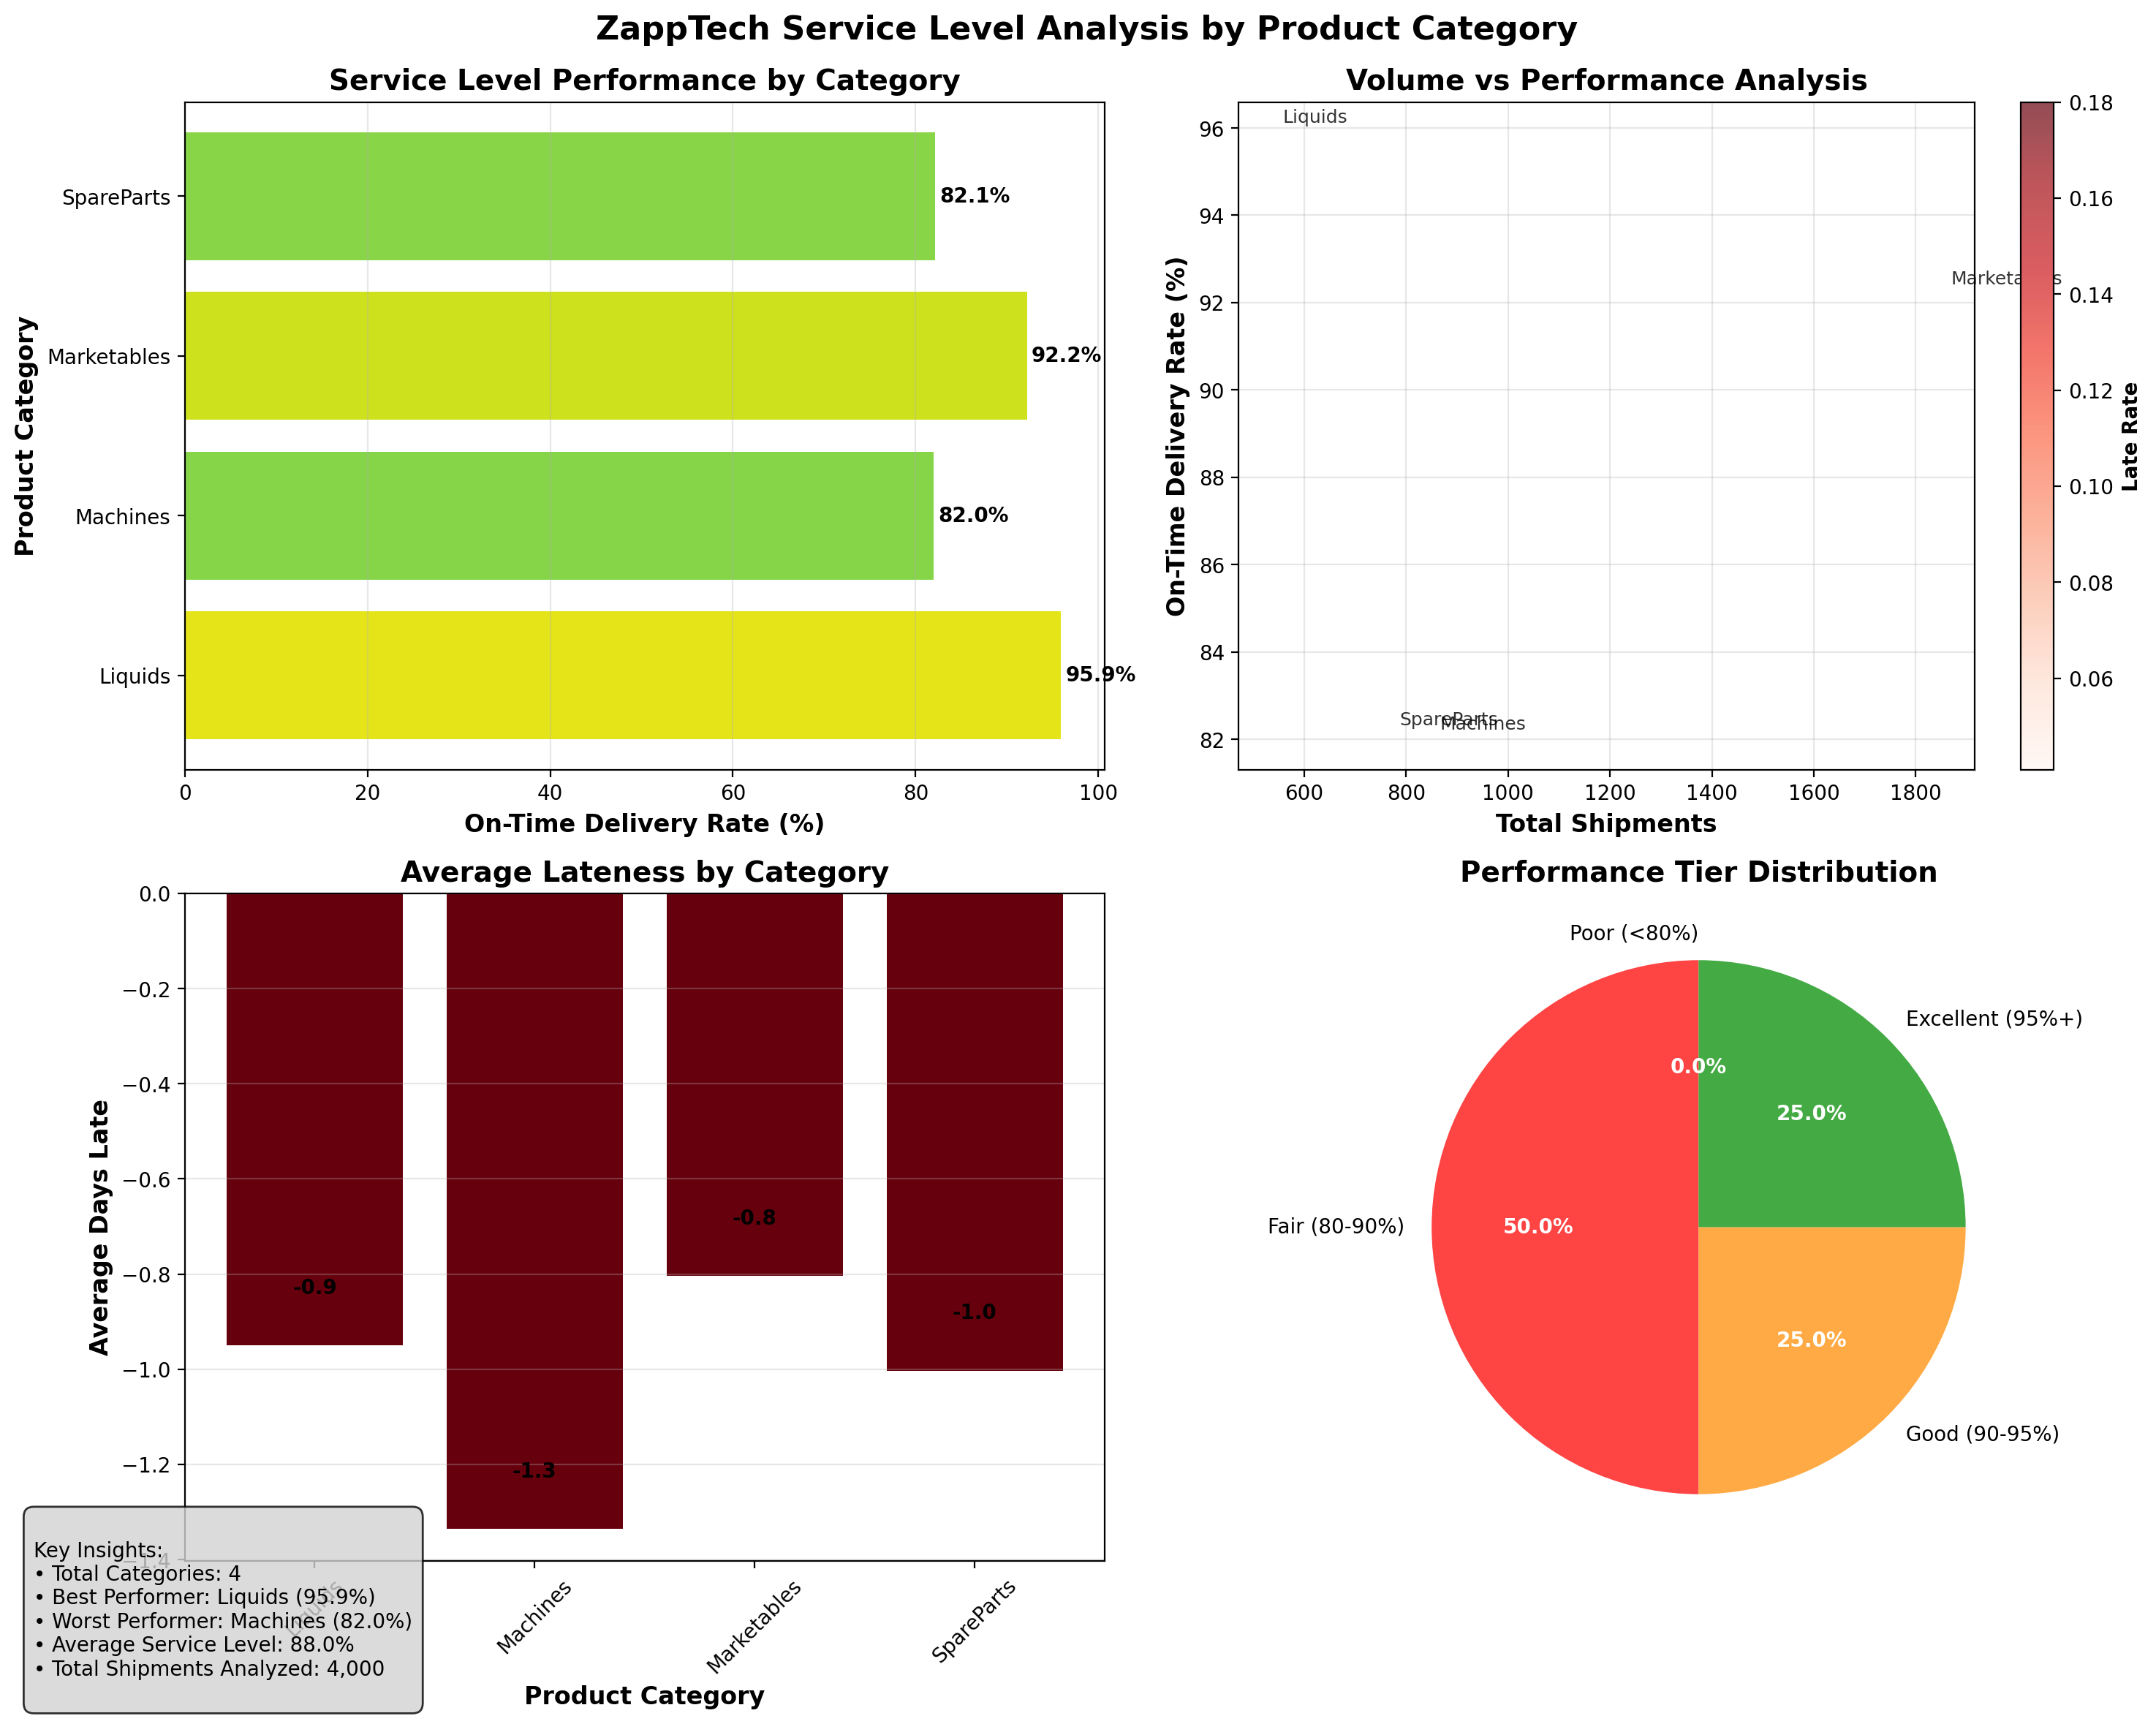 ZappTech Service Level Analysis by Product Category
Service Level Performance by Category
Product Category
SpareParts
Marketables
Machines
Liquids
82.1%
92.2%
82.0%
95.9%
0
20
40
60
80
100
On-Time Delivery Rate (%)
Volume vs Performance Analysis
On-Time Delivery Rate (%)
96
94
92
90
88
86
84
82
Liquids
Marketables
SpareParts
Machines
600
800
1000
1200
1400
1600
1800
Total Shipments
0.18
0.16
0.14
0.12
0.10
0.08
0.06
Late Rate
Average Lateness by Category
Average Days Late
0.0
−0.2
−0.4
−0.6
−0.8
−1.0
−1.2
−1.4
-0.9
-1.3
-0.8
-1.0
Liquids
Machines
Marketables
SpareParts
Product Category
Key Insights:
• Total Categories: 4
• Best Performer: Liquids (95.9%)
• Worst Performer: Machines (82.0%)
• Average Service Level: 88.0%
• Total Shipments Analyzed: 4,000
Performance Tier Distribution
Poor (<80%)
Excellent (95%+)
Fair (80-90%)
Good (90-95%)
0.0%
25.0%
50.0%
25.0%